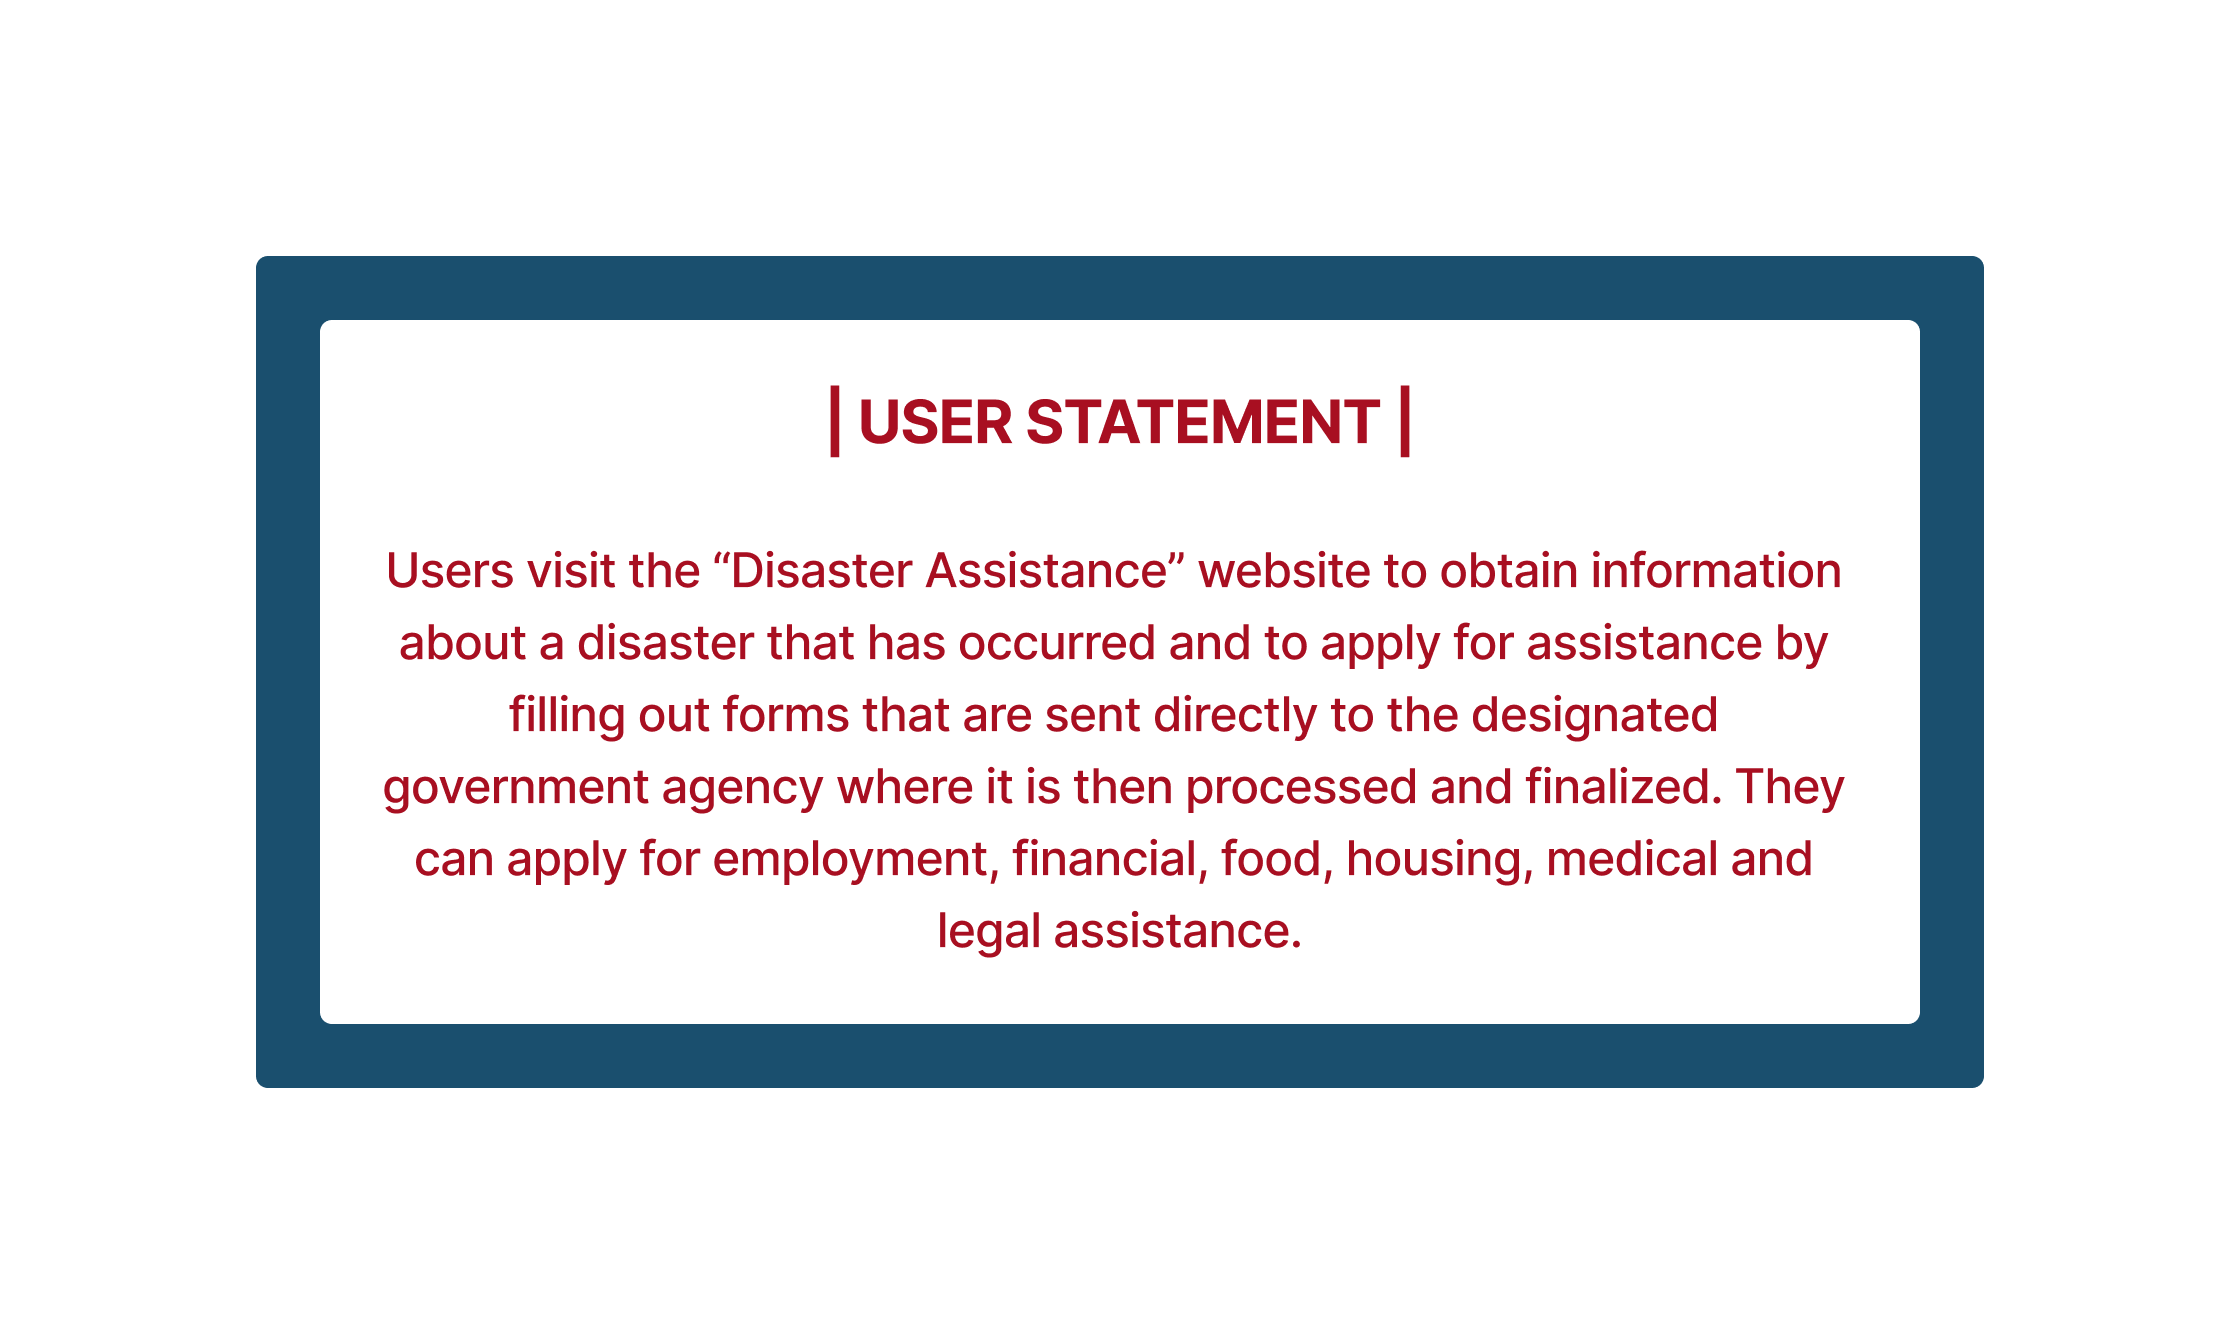 | USER STATEMENT |
Users visit the “Disaster Assistance” website to obtain information
about a disaster that has occurred and to apply for assistance by
filling out forms that are sent directly to the designated
government agency where it is then processed and finalized. They
can apply for employment, financial, food, housing, medical and
legal assistance.